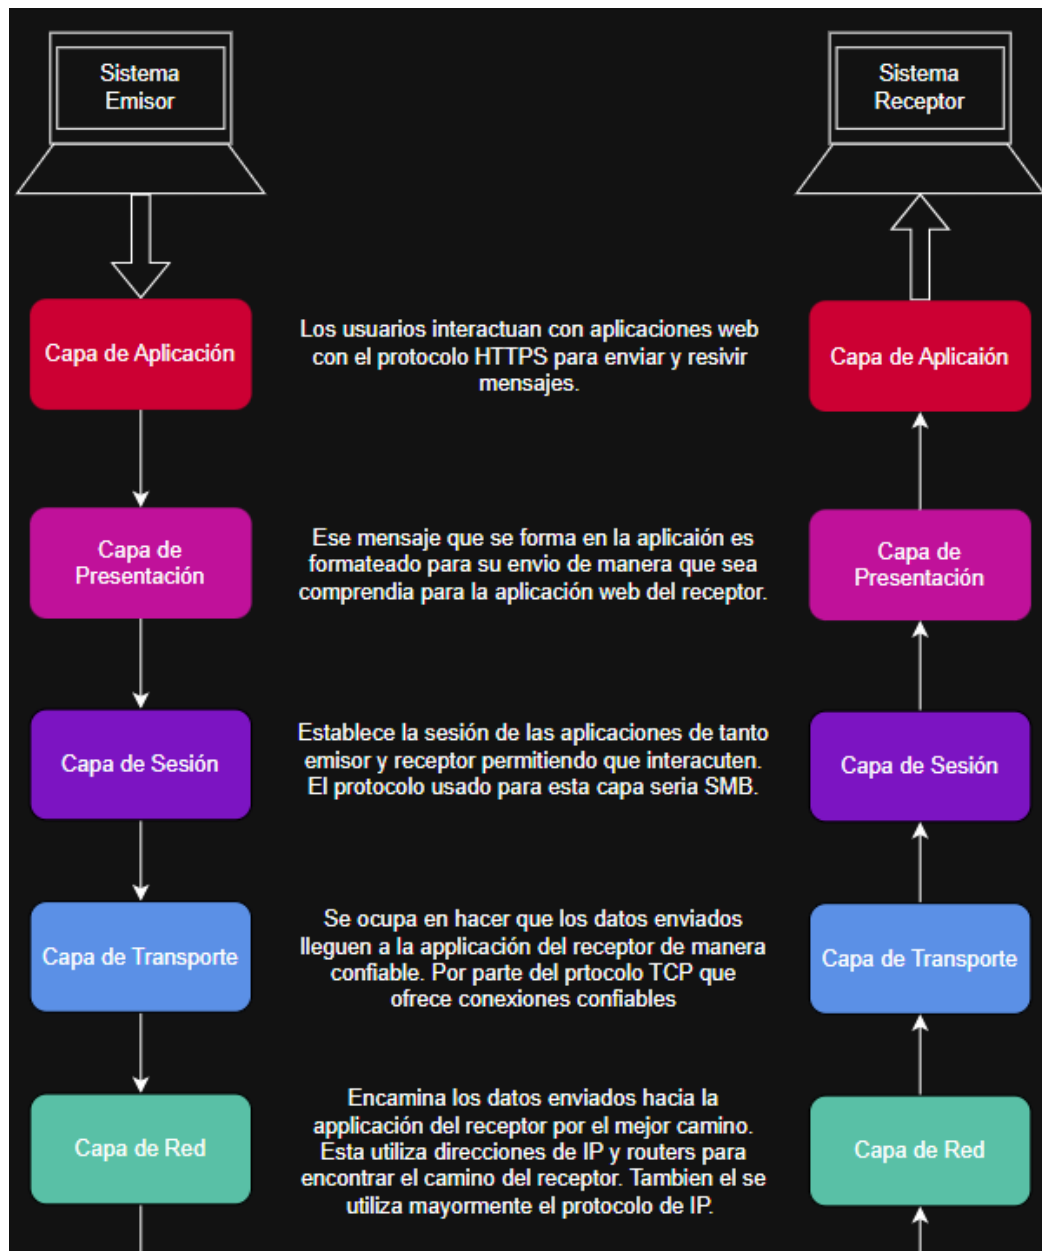 Sistema
Emisor
Sistema
Receptor
Capa de Aplicación
Los usuarios interactuan con aplicaciones web
con el protocolo HTTPS para enviar y resivir
mensajes.
Capa de Aplicaión
Capa de
Presentación
Ese mensaje que se forma en la aplicaión es
formateado para su envio de manera que sea
comprendia para la aplicación web del receptor.
Capa de
Presentación
Capa de Sesión
Establece la sesión de las aplicaciones de tanto
emisor y receptor permitiendo que interacuten.
El protocolo usado para esta capa seria SMB.
Capa de Sesión
Capa de Transporte
Se ocupa en hacer que los datos enviados
lleguen a la applicación del receptor de manera
confiable. Por parte del prtocolo TCP que
ofrece conexiones confiables
Capa de Transporte
Capa de Red
Encamina los datos enviados hacia la
applicación del receptor por el mejor camino.
Esta utiliza direcciones de IP y routers para
encontrar el camino del receptor. Tambien el se
utiliza mayormente el protocolo de IP.
Capa de Red